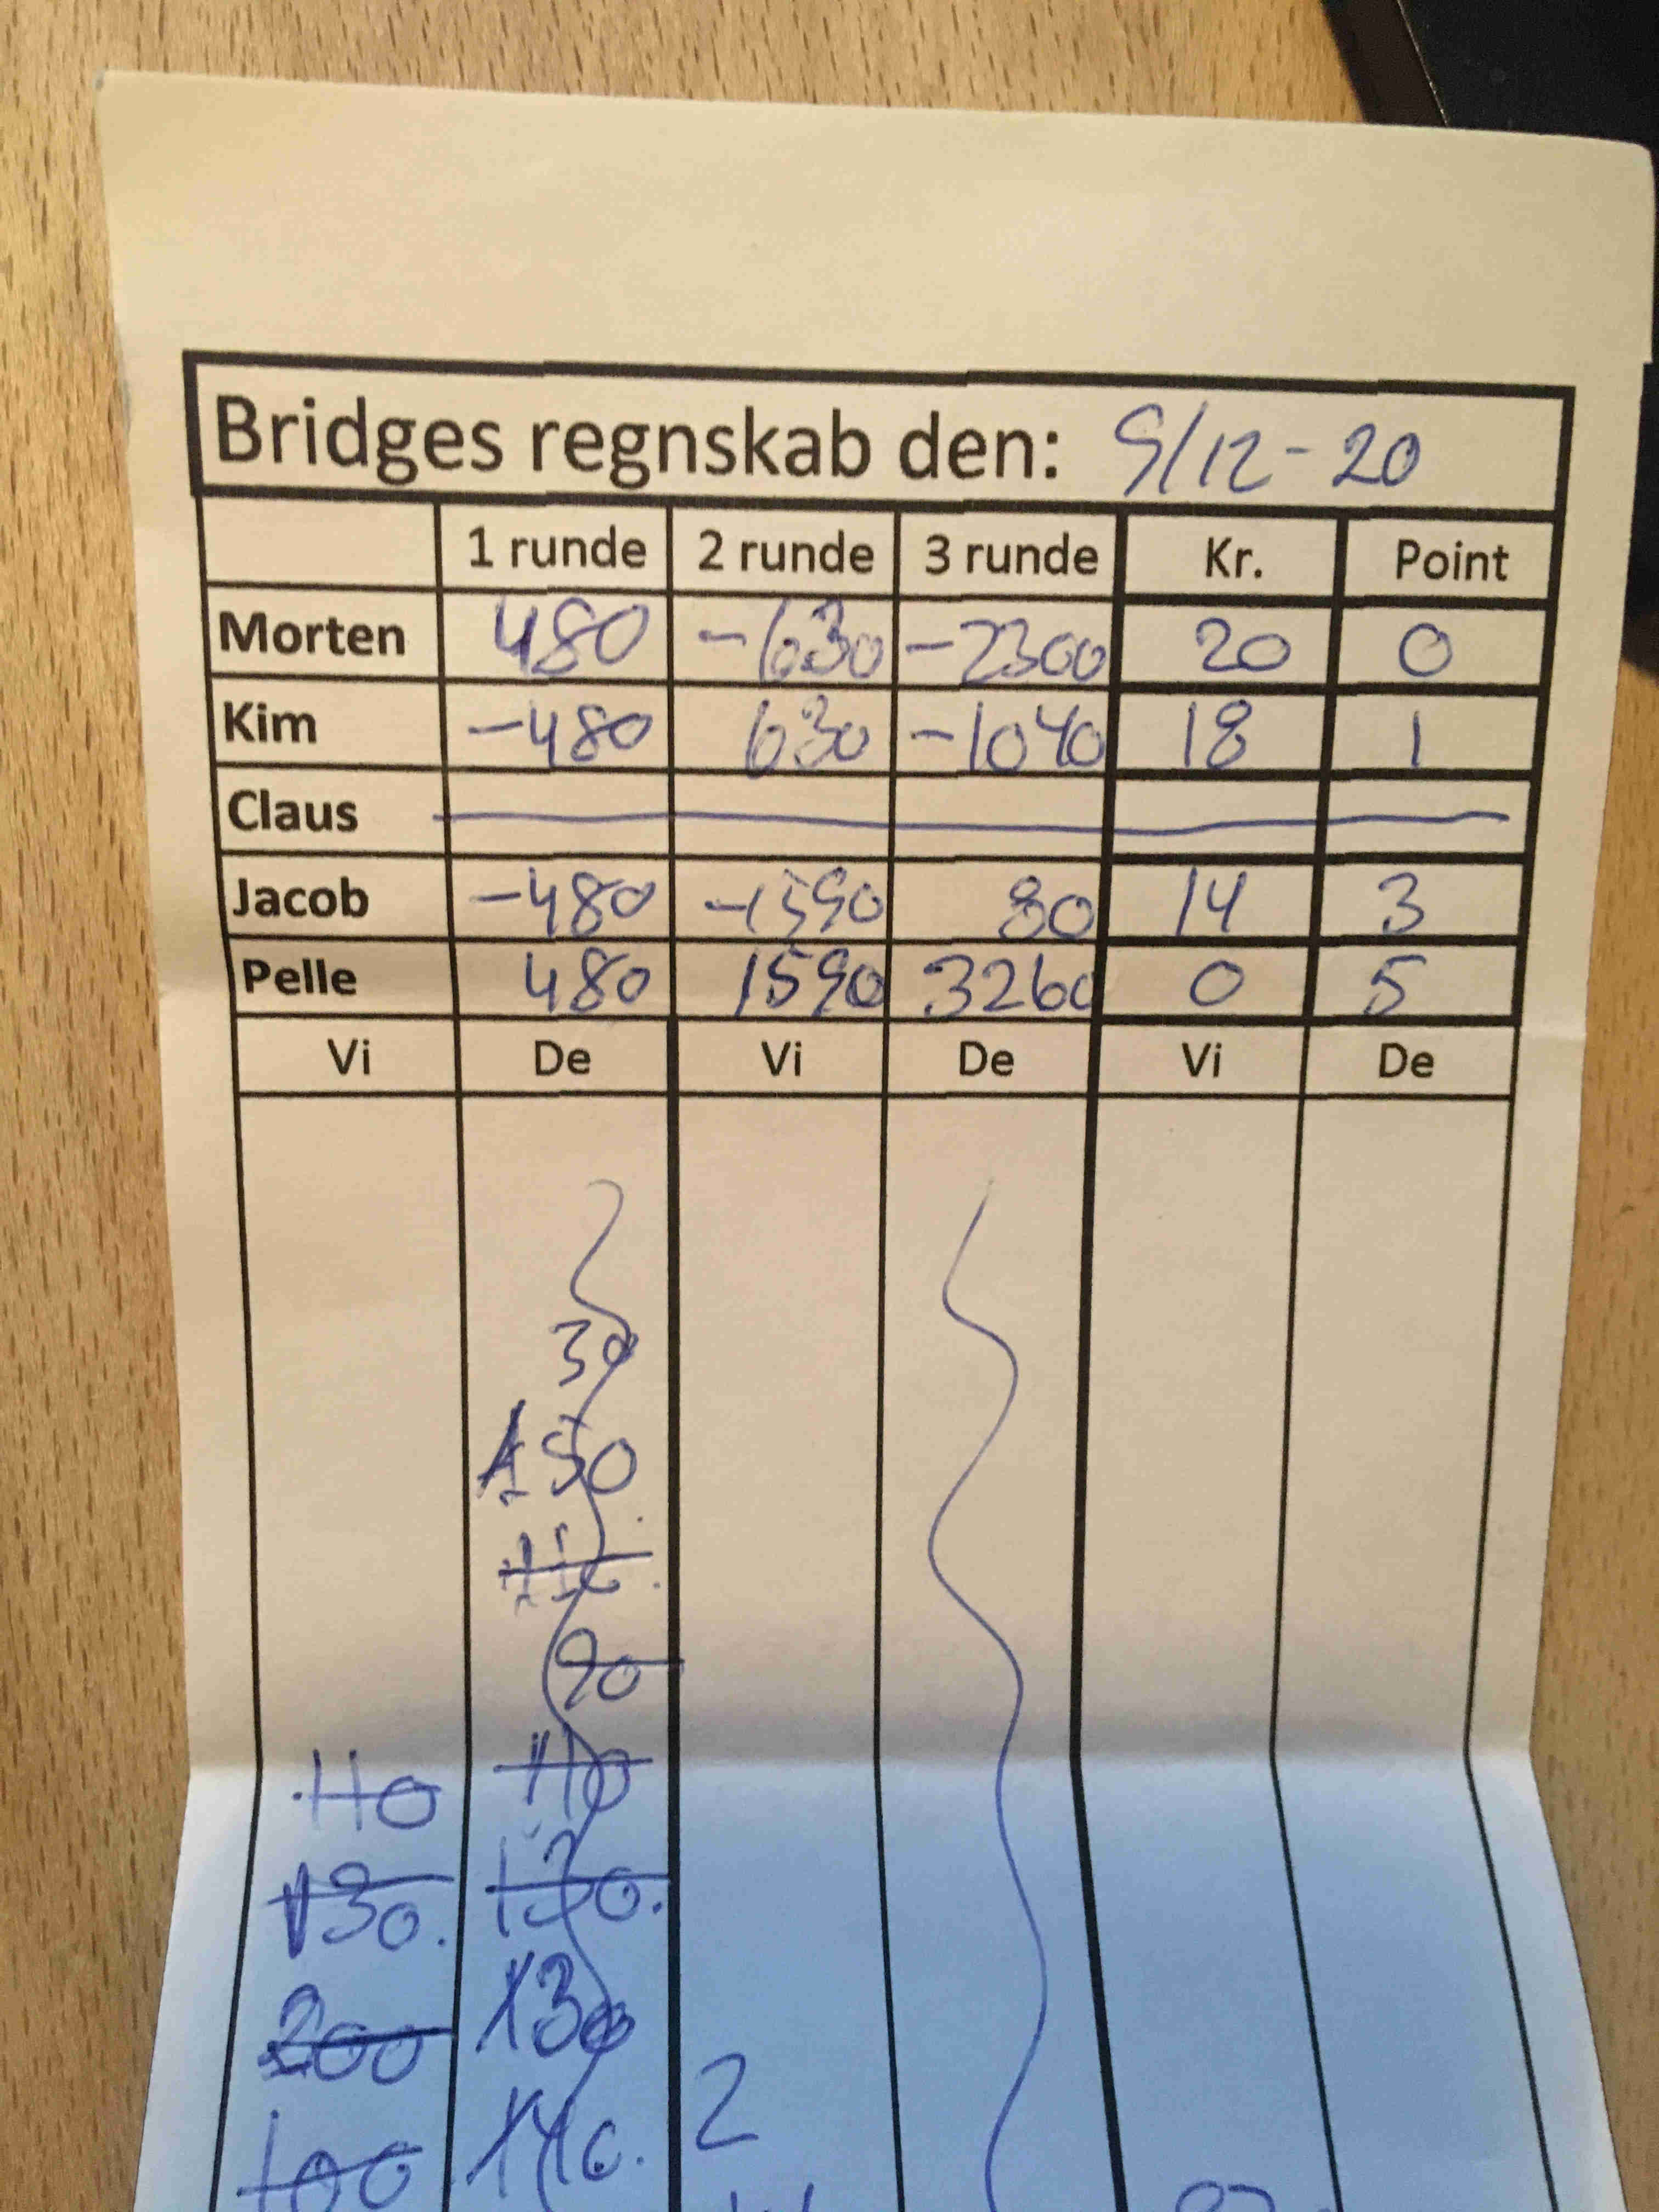 Bridges regnskab den: 9/12-20
1 runde 2 runde 3 runde Kr. Point
Morten 480 -630 -2300 20 0
Kim -480 630 -1040 18 1
Claus
Jacob -480 -1590 80 14 3
Pelle 480 1590 3260 0 5
Vi De Vi De Vi De
30
150
90
110 110
130.
200 130
100 140. 2